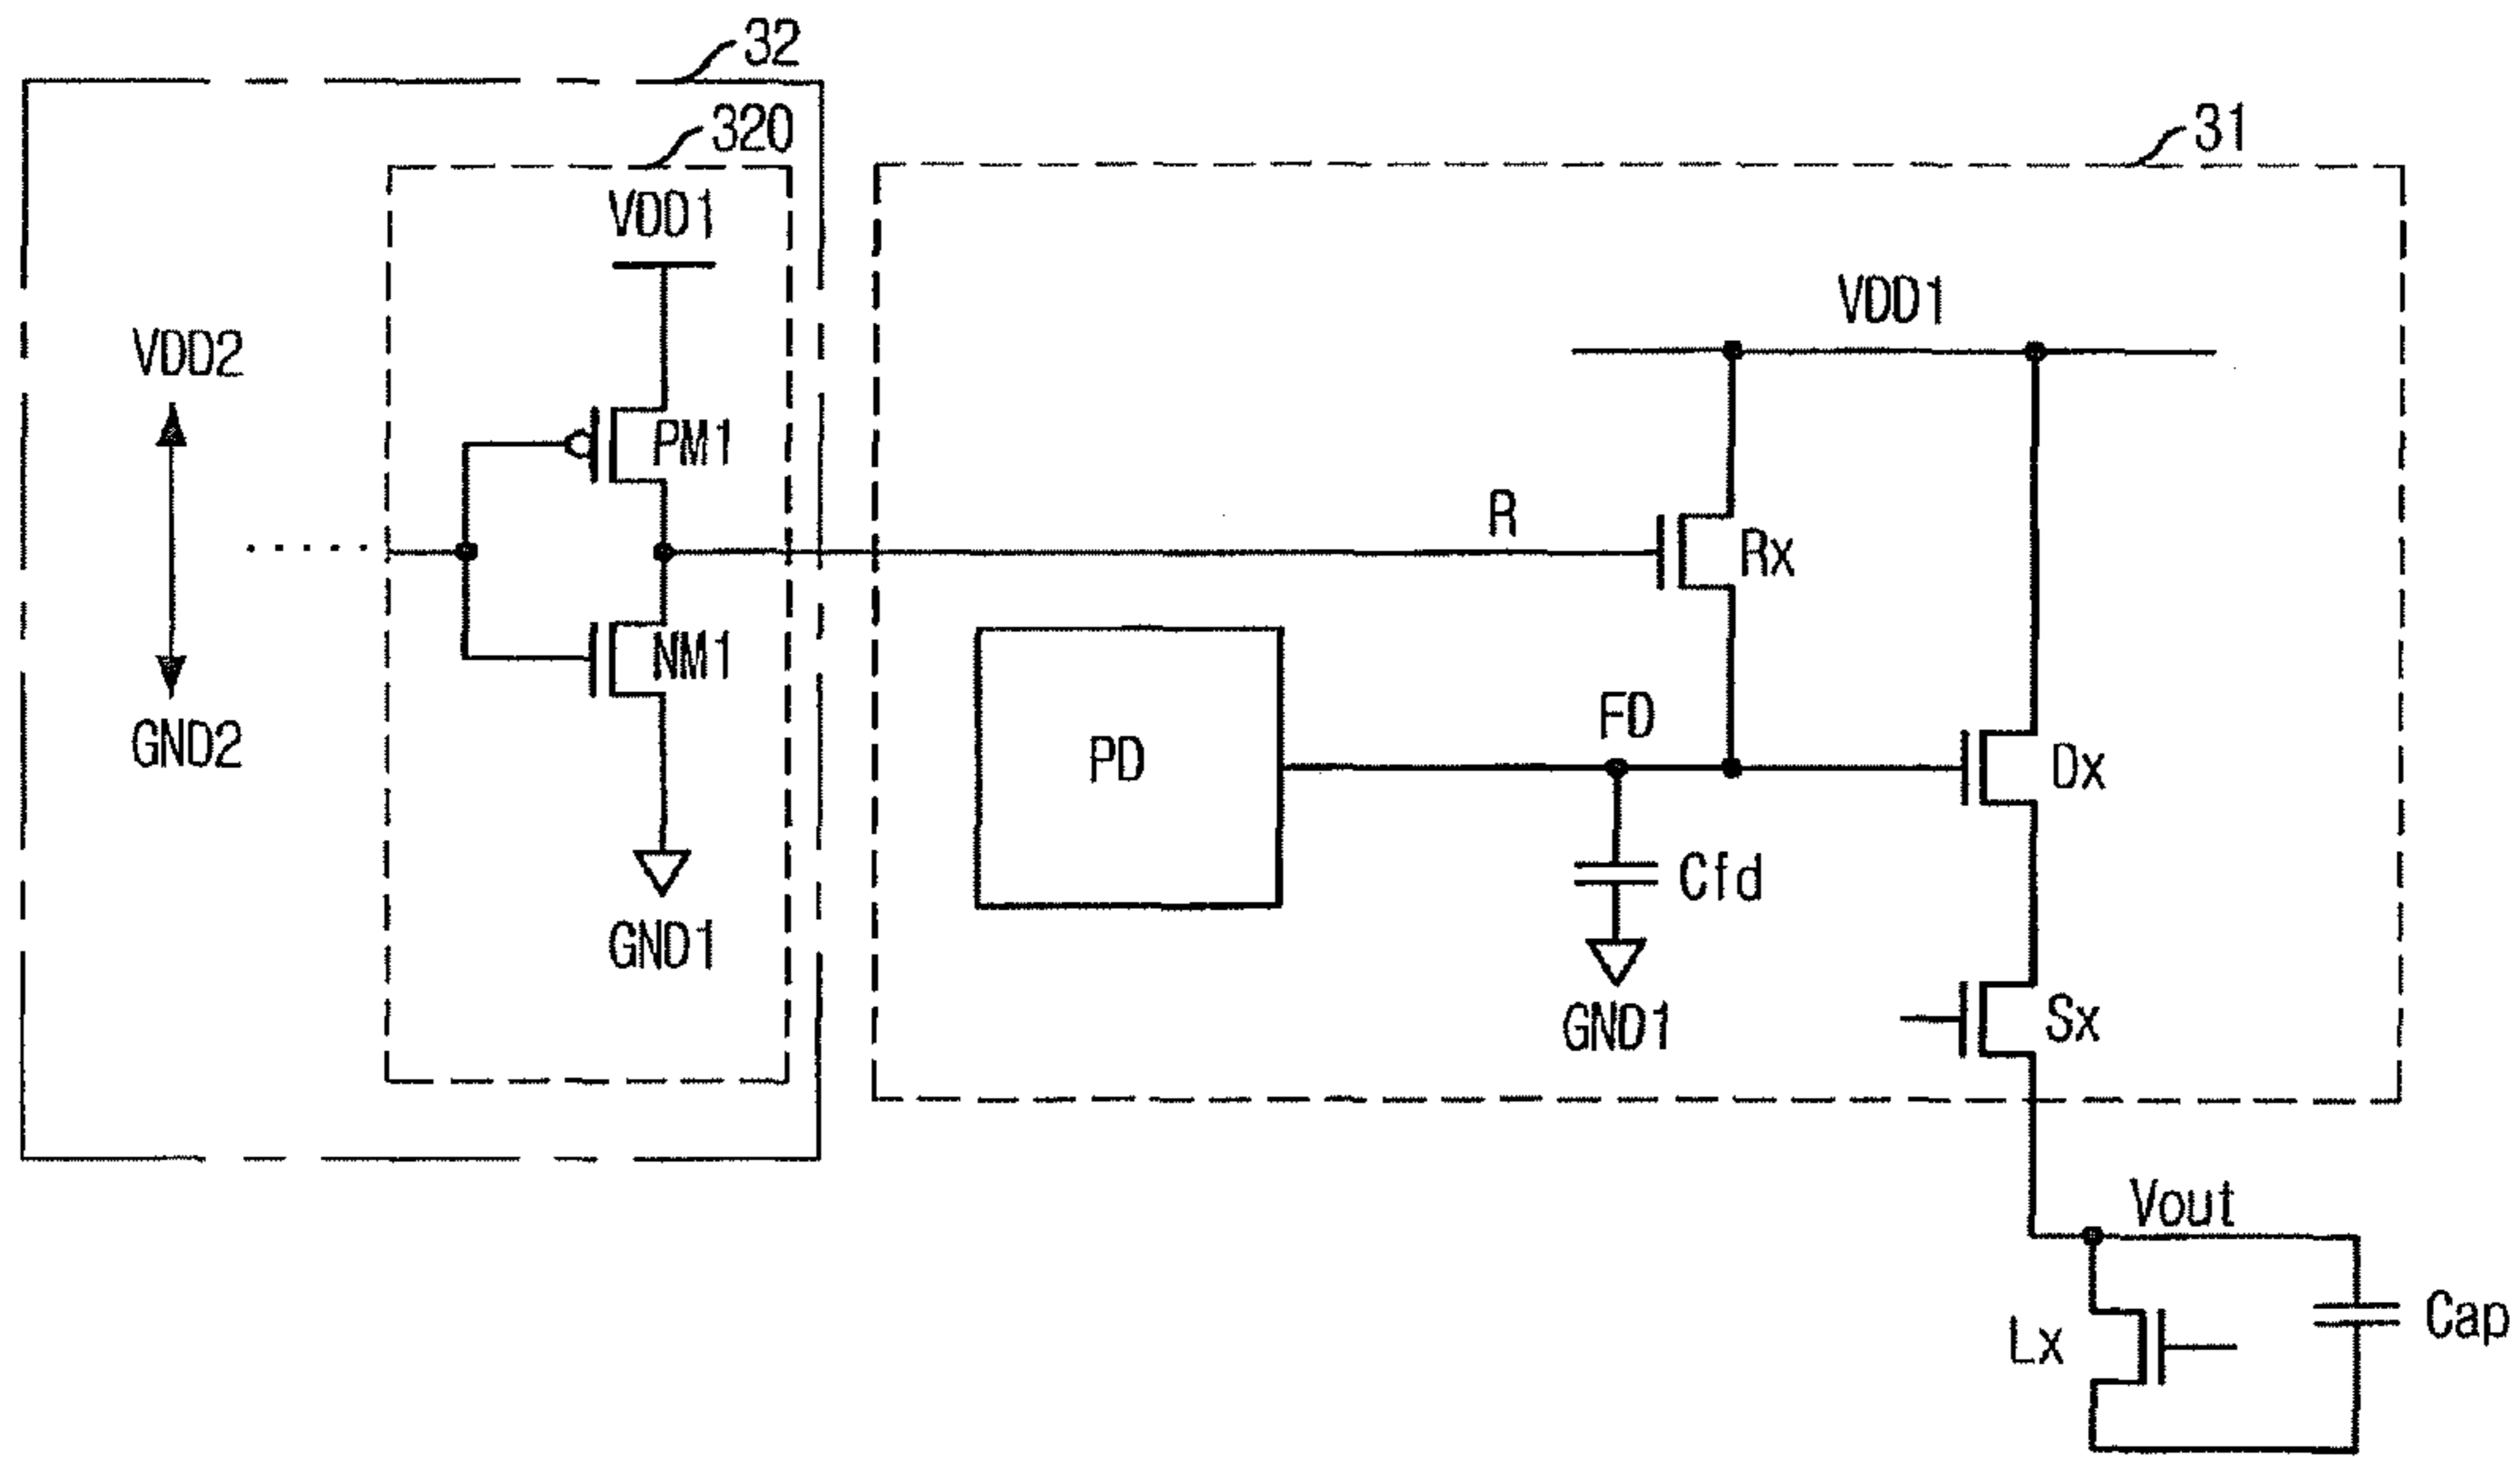 32
320
31
VDD1
VDD1
VDD2
PM1
R
Rx
NM1
FD
GND2
PD
Dx
Cfd
GND1
GND1
Sx
Vout
Cap
Lx